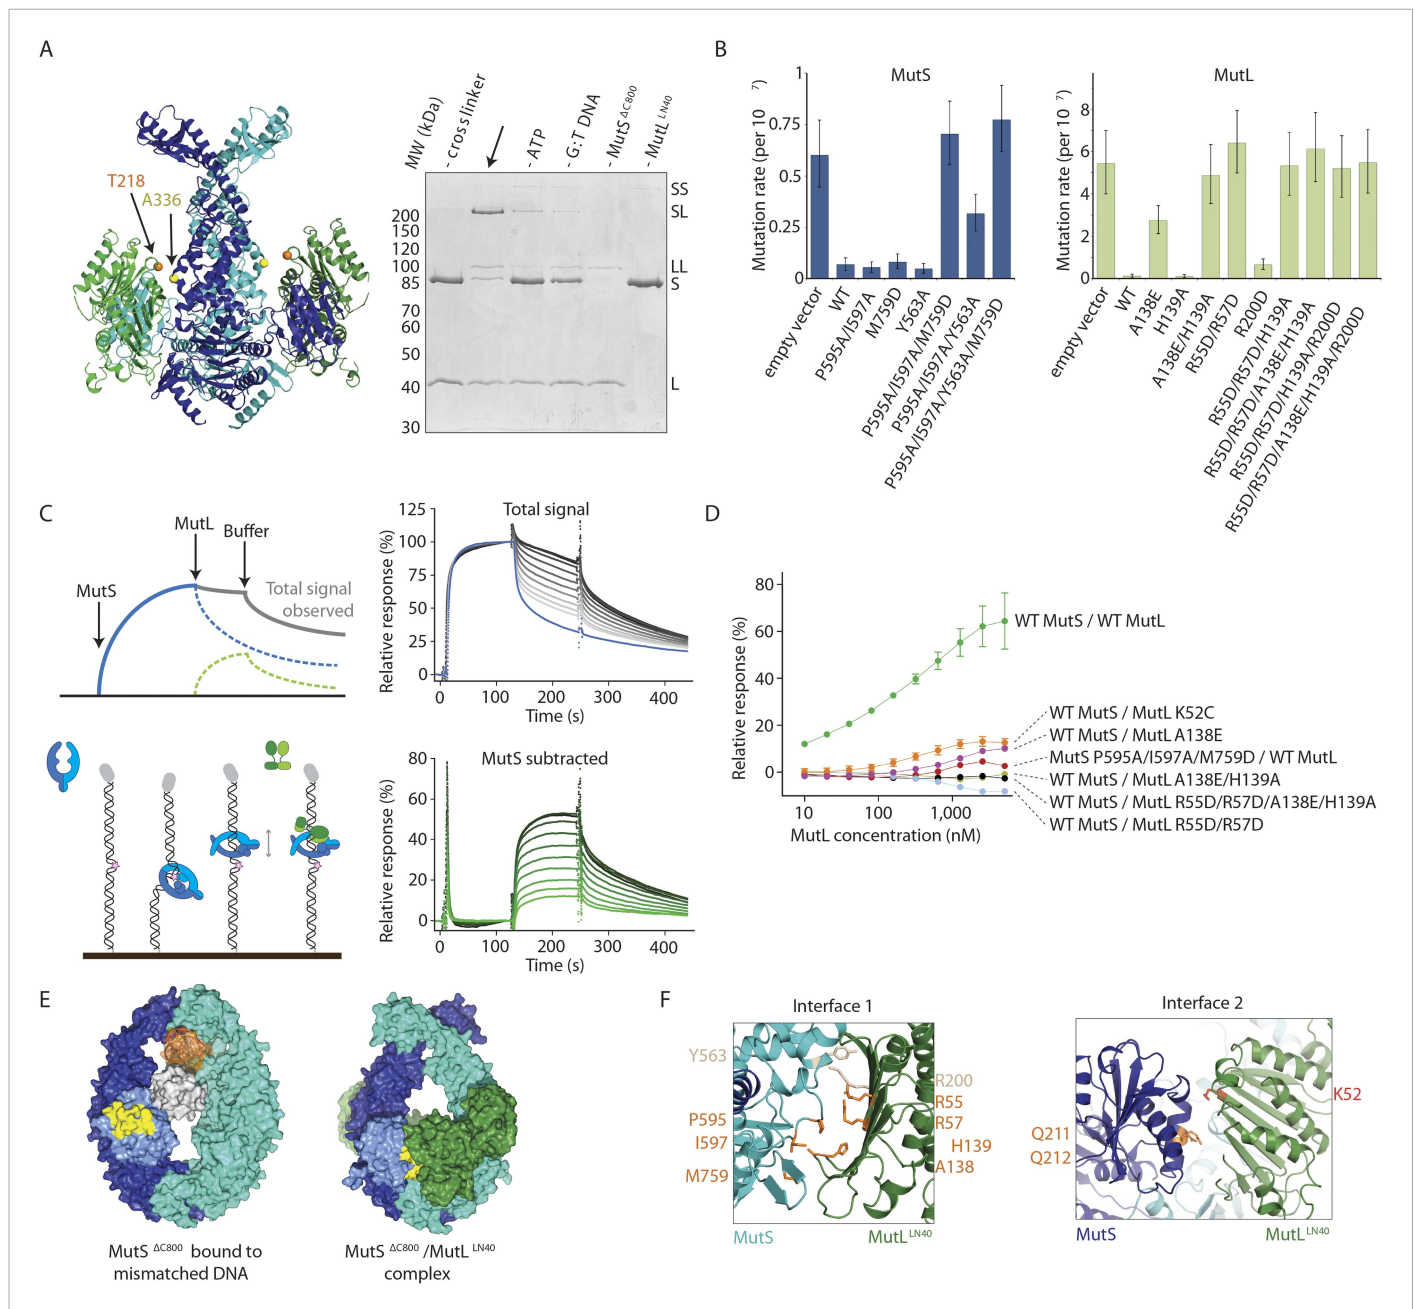 A
T218
A336
MW (kDa)
- crosslinker
- ATP
- G:T DNA
- MutS ΔC800
- MutL LN40
200
150
120
100
85
70
60
50
40
30
SS
SL
LL
S
L
B
MutS
Mutation rate (per 10 7)
1
0.75
0.5
0.25
0
empty vector
WT
P595A/I597A
M759D
Y563A
P595A/I597A/M759D
P595A/I597A/Y563A
P595A/I597A/Y563A/M759D
MutL
Mutation rate (per 10 7)
8
6
4
2
0
empty vector
WT
A138E
H139A
A138E/H139A
R55D/R57D
R200D
R55D/R57D/H139A
R55D/R57D/A138E/H139A
R55D/R57D/H139A/R200D
R55D/R57D/A138E/H139A/R200D
C
MutS
MutL
Buffer
Total signal
observed
Total signal
Relative response (%)
125
100
75
50
25
0
0
100
200
300
400
Time (s)
MutS subtracted
Relative response (%)
80
60
40
20
0
0
100
200
300
400
Time (s)
D
Relative response (%)
80
60
40
20
0
10
100
1,000
MutL concentration (nM)
WT MutS / WT MutL
WT MutS / MutL K52C
WT MutS / MutL A138E
MutS P595A/I597A/M759D / WT MutL
WT MutS / MutL A138E/H139A
WT MutS / MutL R55D/R57D/A138E/H139A
WT MutS / MutL R55D/R57D
E
MutS ΔC800 bound to
mismatched DNA
MutS ΔC800 /MutL LN40
complex
F
Interface 1
Y563
P595
I597
M759
R200
R55
R57
H139
A138
MutS
MutL LN40
Interface 2
Q211
Q212
K52
MutS
MutL LN40